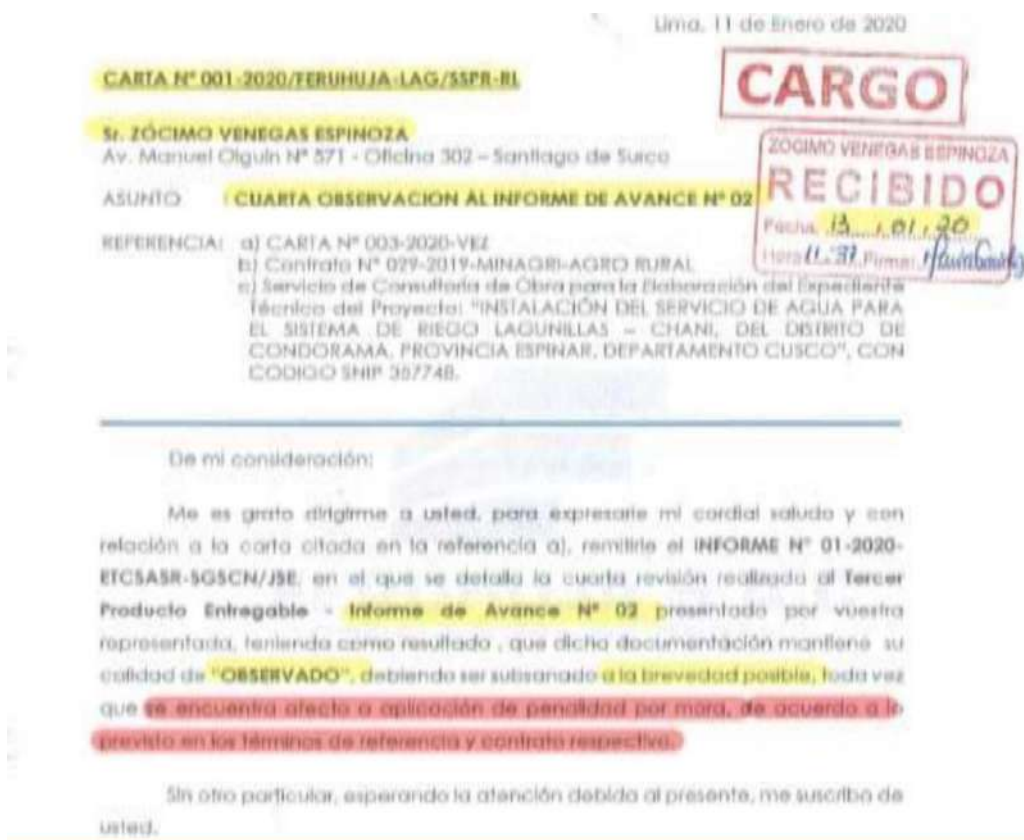 Lima, 11 de Enero de 2020
CARTA N° 001-2020/FERUHUJA-LAG/SSPR-RL
CARGO
Sr. ZÓCIMO VENEGAS ESPINOZA
Av. Manuel Olguin N° 571 - Oficina 302 – Santiago de Surco
ZOCIMO VENEGAS ESPINOZA
RECIBIDO
Fecha: 13 , 01 , 20
Hora 11:37 Firma:
ASUNTO : CUARTA OBSERVACION AL INFORME DE AVANCE N° 02
REFERENCIA: a) CARTA N° 003-2020-VEZ
b) Contrato N° 029-2019-MINAGRI-AGRO RURAL
c) Servicio de Consultoría de Obra para la Elaboración del Expediente
Técnico del Proyecto: "INSTALACIÓN DEL SERVICIO DE AGUA PARA
EL SISTEMA DE RIEGO LAGUNILLAS – CHANI, DEL DISTRITO DE
CONDORAMA, PROVINCIA ESPINAR, DEPARTAMENTO CUSCO", CON
CODIGO SNIP 357748.
De mi consideración:
Me es grato dirigirme a usted, para expresarle mi cordial saludo y con
relación a la carta citada en la referencia a), remitirle el INFORME N° 01-2020-
ETCSASR-SGSCN/JSE, en el que se detalla la cuarta revisión realizada al Tercer
Producto Entregable - Informe de Avance N° 02 presentado por vuestra
representada, teniendo como resultado , que dicha documentación mantiene su
calidad de "OBSERVADO", debiendo ser subsanado a la brevedad posible, toda vez
que se encuentra afecto a aplicación de penalidad por mora, de acuerdo a lo
previsto en los términos de referencia y contrato respectivo.
Sin otro particular, esperando la atención debida al presente, me suscribo de
usted.